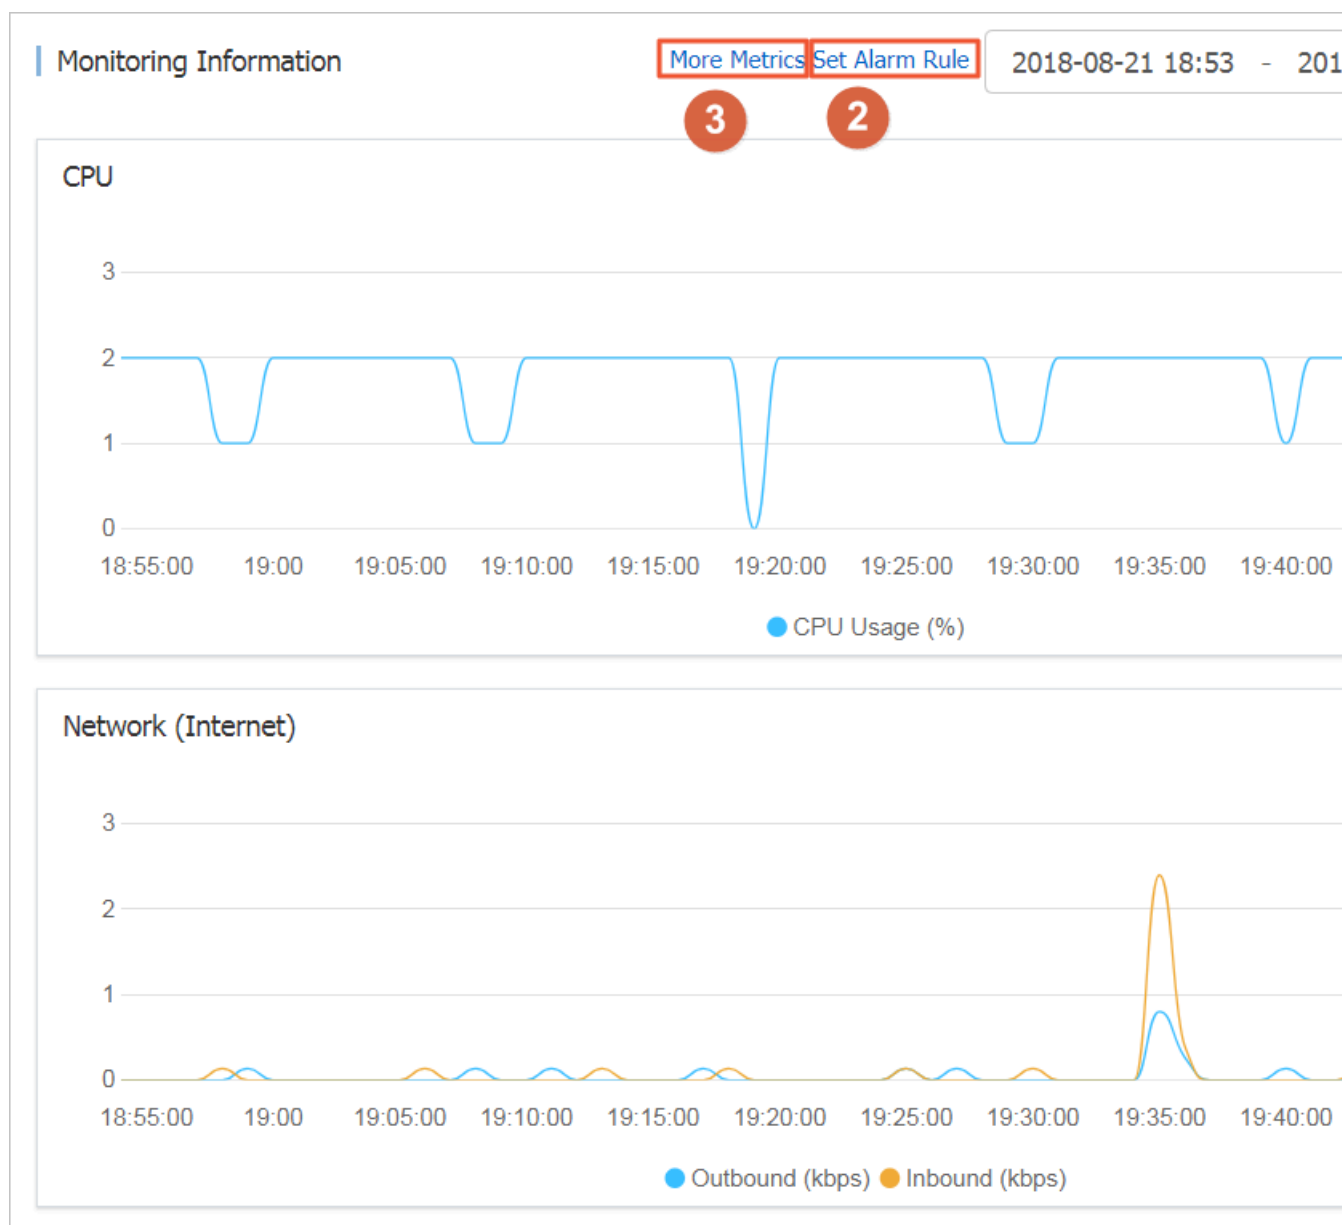 Monitoring Information More Metrics Set Alarm Rule 2018-08-21 18:53 - 201
3 2
CPU
3
2
1
0
18:55:00 19:00 19:05:00 19:10:00 19:15:00 19:20:00 19:25:00 19:30:00 19:35:00 19:40:00
CPU Usage (%)
Network (Internet)
3
2
1
0
18:55:00 19:00 19:05:00 19:10:00 19:15:00 19:20:00 19:25:00 19:30:00 19:35:00 19:40:00
Outbound (kbps) Inbound (kbps)